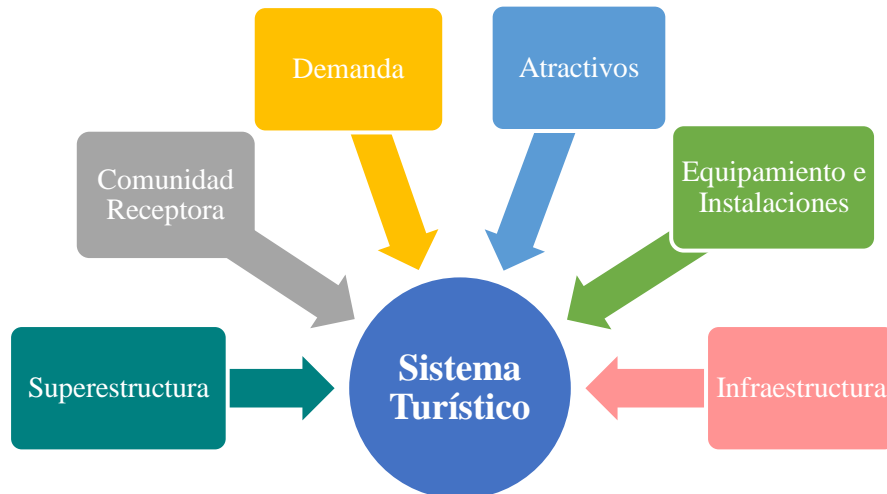 Demanda
Atractivos
Comunidad
Receptora
Equipamiento e
Instalaciones
Superestructura
Sistema
Turístico
Infraestructura